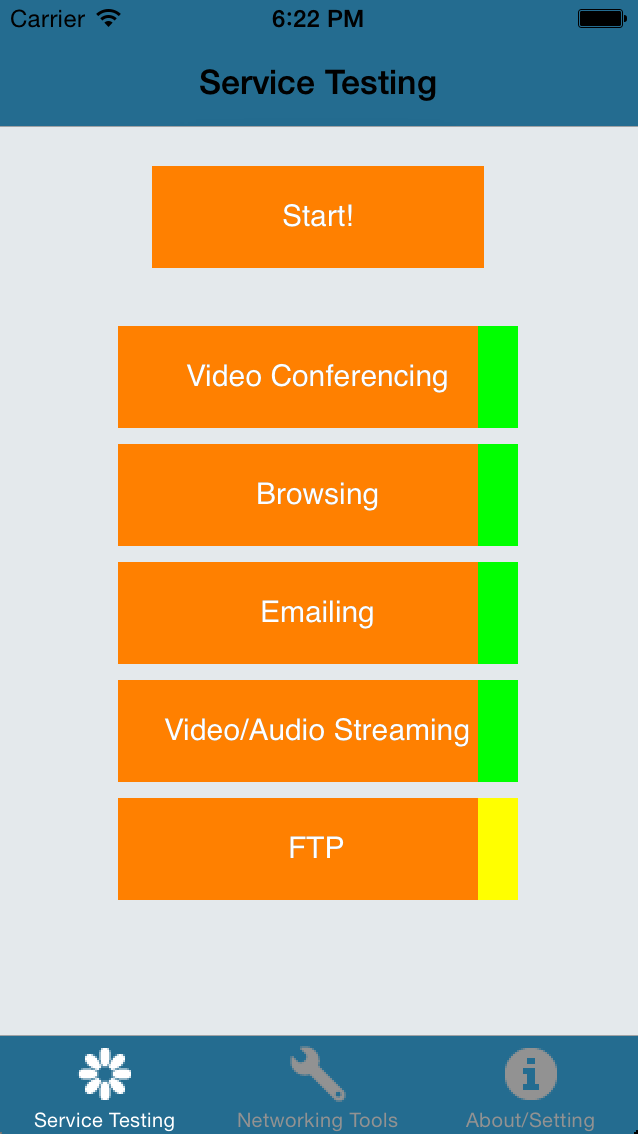 Carrier 6:22 PM
Service Testing
Start!
Video Conferencing
Browsing
Emailing
Video/Audio Streaming
FTP
Service Testing Networking Tools About/Setting